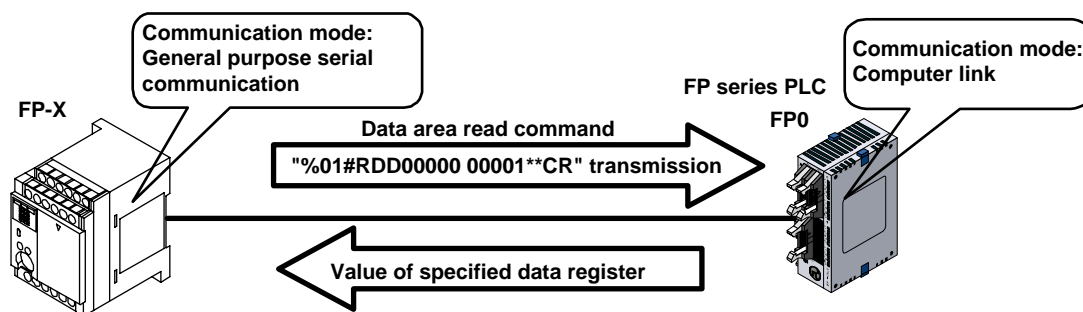 Communication mode:
General purpose serial
communication
Communication mode:
Computer link
FP-X
FP series PLC
FP0
Data area read command
"%01#RDD00000 00001**CR" transmission
Value of specified data register